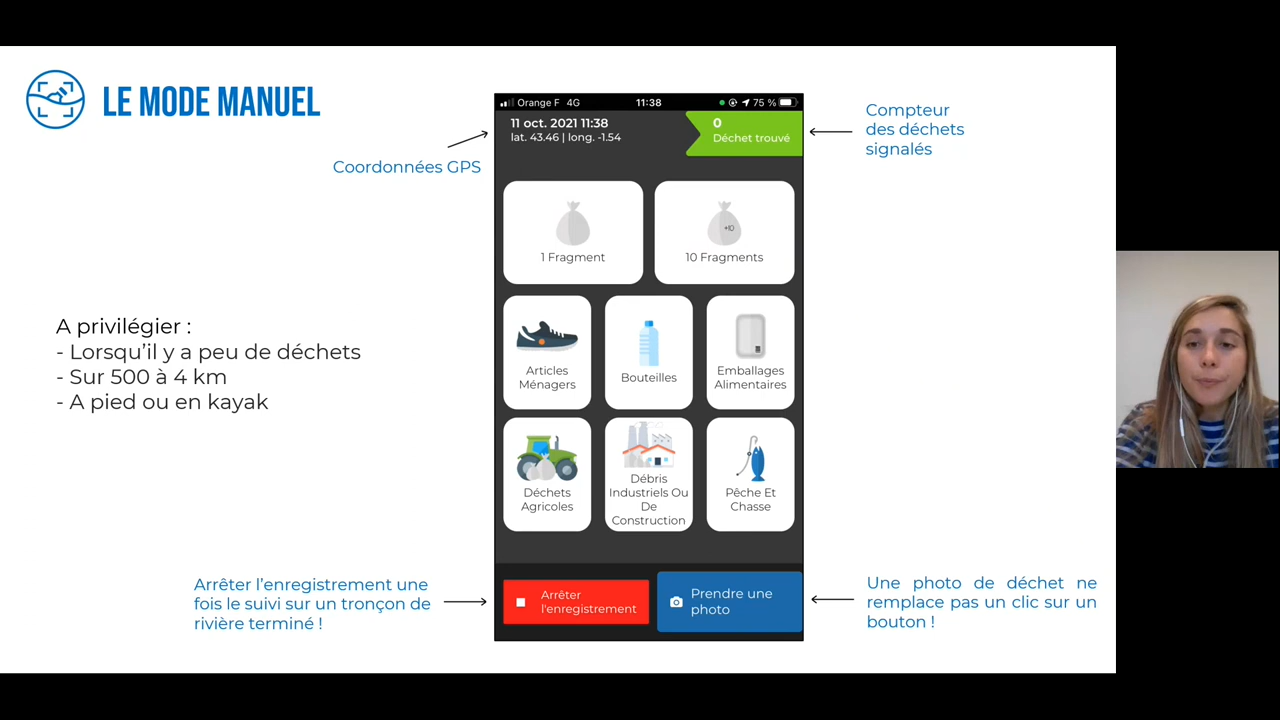 LE MODE MANUEL
Orange F 4G 11:38 75 %
11 oct. 2021 11:38
lat. 43.46 | long. -1.54
0
Déchet trouvé
Coordonnées GPS
Compteur
des déchets
signalés
1 Fragment
+10
10 Fragments
A privilégier :
- Lorsqu'il y a peu de déchets
- Sur 500 à 4 km
- A pied ou en kayak
Articles
Ménagers
Bouteilles
Emballages
Alimentaires
Déchets
Agricoles
Débris
Industriels Ou
De
Construction
Pêche Et
Chasse
Arrêter l'enregistrement une
fois le suivi sur un tronçon de
rivière terminé !
Arrêter
l'enregistrement
Prendre une
photo
Une photo de déchet ne
remplace pas un clic sur un
bouton !